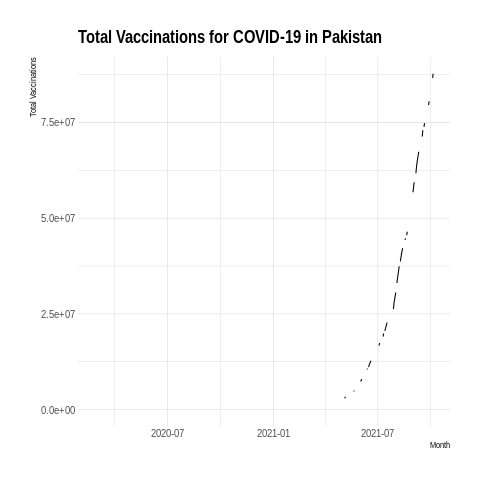 Total Vaccinations for COVID-19 in Pakistan
Total Vaccinations
7.5e+07
5.0e+07
2.5e+07
0.0e+00
2020-07
2021-01
2021-07
Month